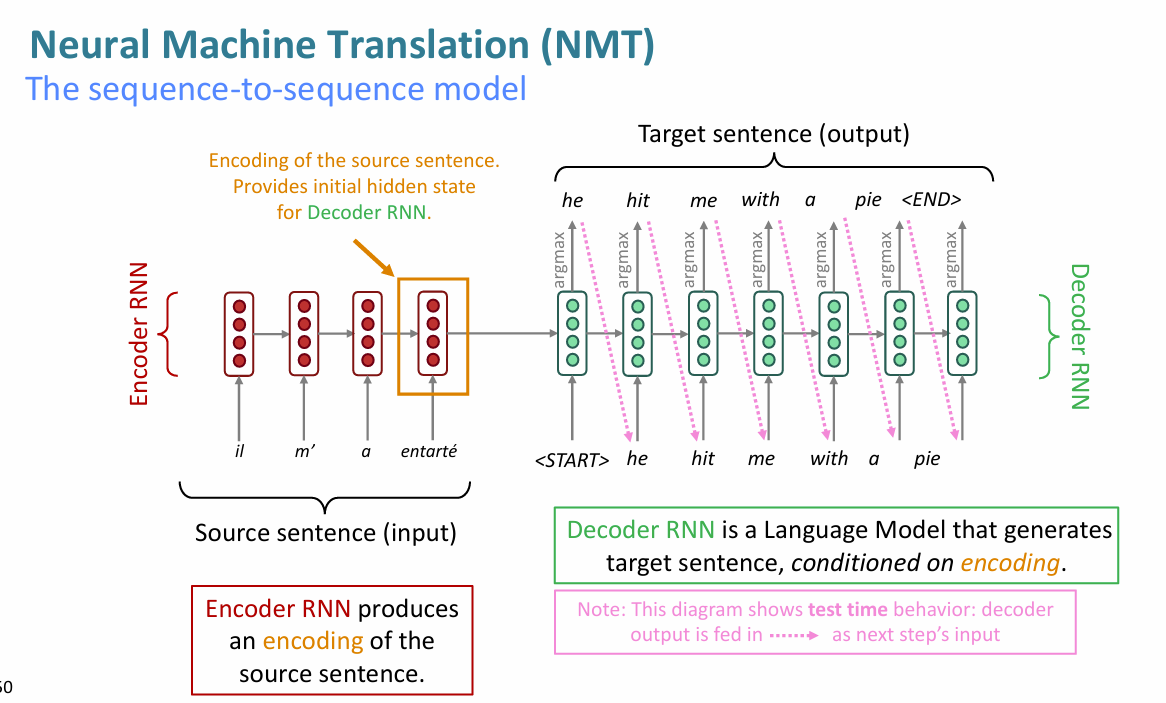 Neural Machine Translation (NMT)
The sequence-to-sequence model
Target sentence (output)
Encoding of the source sentence.
Provides initial hidden state
for Decoder RNN.
he hit me with a pie <END>
argmax argmax argmax argmax argmax argmax argmax
Encoder RNN
Decoder RNN
il m’ a entarté
<START> he hit me with a pie
Source sentence (input)
Decoder RNN is a Language Model that generates
target sentence, conditioned on encoding.
Encoder RNN produces
an encoding of the
source sentence.
Note: This diagram shows test time behavior: decoder
output is fed in as next step’s input